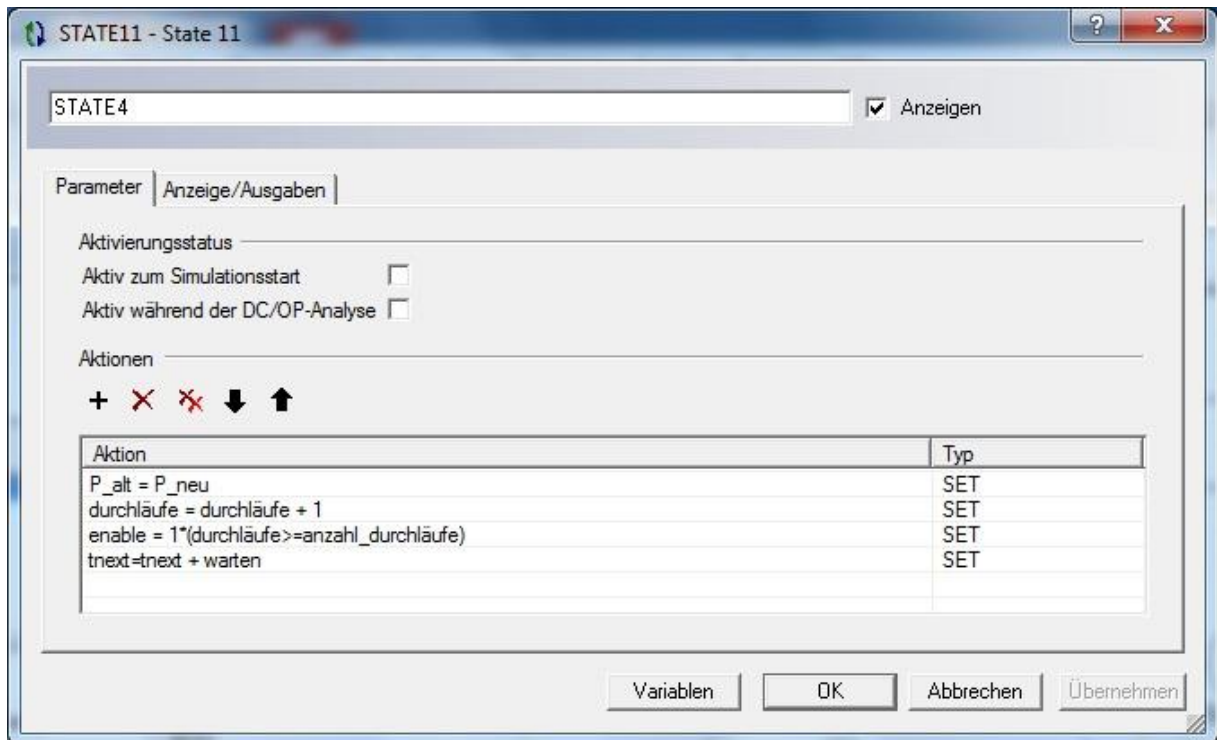 STATE11 - State 11
STATE4
Anzeigen
Parameter
Anzeige/Ausgaben
Aktivierungsstatus
Aktiv zum Simulationsstart
Aktiv während der DC/OP-Analyse
Aktionen
Aktion Typ
P_alt = P_neu SET
durchläufe = durchläufe + 1 SET
enable = 1*(durchläufe>=anzahl_durchläufe) SET
tnext=tnext + warten SET
Variablen OK Abbrechen Übernehmen